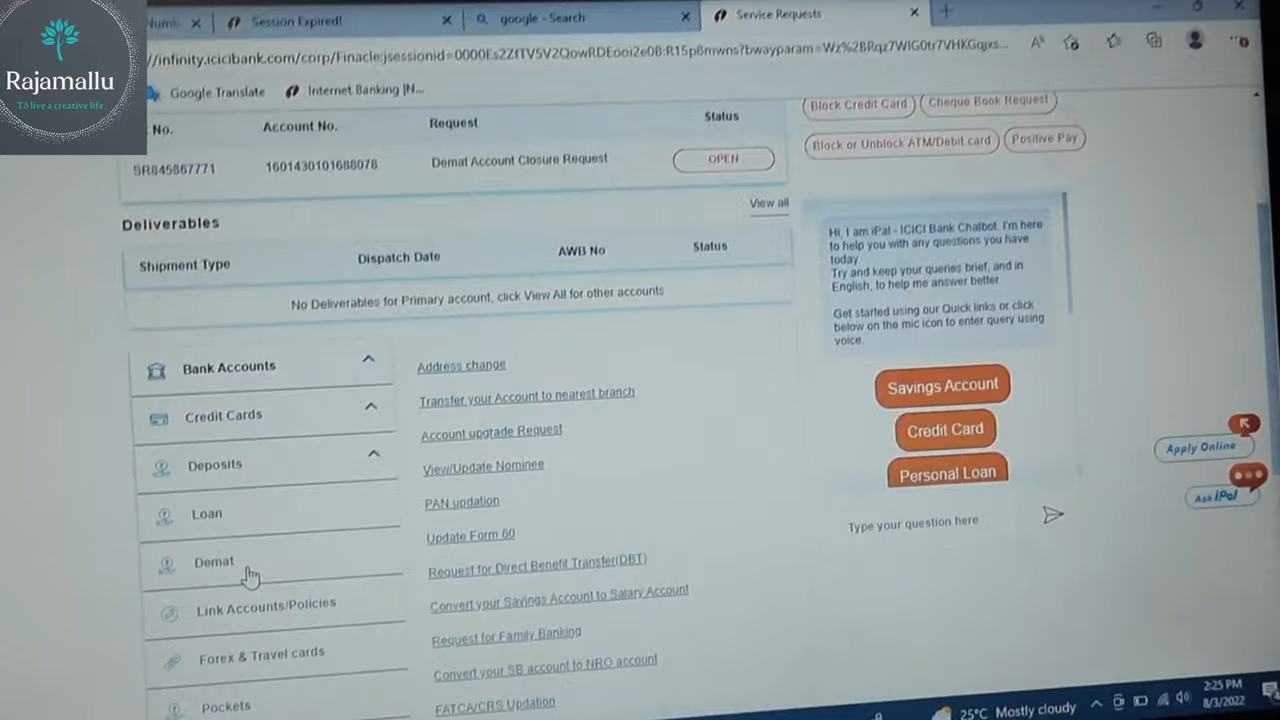 Session Expired!
google - Search
Service Requests
Rajamallu
To live a creative life
//infinity.icicibank.com/corp/Finacle;jsessionid=
Google Translate
Internet Banking |N...
No.
Account No.
Request
Status
SR845867771
1601430101688078
Demat Account Closure Request
OPEN
Block Credit Card
Cheque Book Request
Block or Unblock ATM/Debit card
Positive Pay
Deliverables
View all
Shipment Type
Dispatch Date
AWB No
Status
No Deliverables for Primary account, click View All for other accounts
Bank Accounts
Credit Cards
Deposits
Loan
Demat
Link Accounts/Policies
Forex & Travel cards
Pockets
Address change
Transfer your Account to nearest branch
Account upgrade Request
View/Update Nominee
PAN updation
Update Form 60
Request for Direct Benefit Transfer(DBT)
Convert your Savings Account to Salary Account
Request for Family Banking
Convert your SB account to NRO account
FATCA/CRS Updation
Hi, I am iPal - ICICI Bank Chatbot. I'm here
to help you with any questions you have
today
Try and keep your queries brief, and in
English, to help me answer better
Get started using our Quick links or click
below on the mic icon to enter query using
voice.
Savings Account
Credit Card
Personal Loan
Type your question here
Apply Online
Ask iPal
25°C Mostly cloudy
2:25 PM
8/3/2022